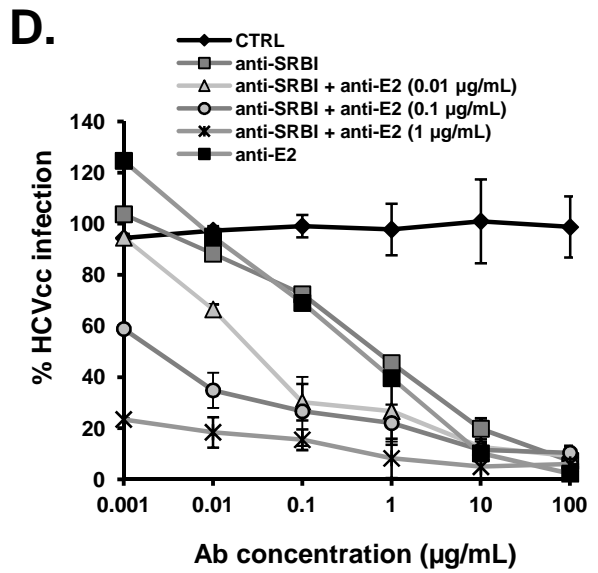 D.
CTRL
anti-SRBI
anti-SRBI + anti-E2 (0.01 µg/mL)
anti-SRBI + anti-E2 (0.1 µg/mL)
anti-SRBI + anti-E2 (1 µg/mL)
anti-E2
140
120
100
80
60
40
20
0
% HCVcc infection
0.001 0.01 0.1 1 10 100
Ab concentration (µg/mL)